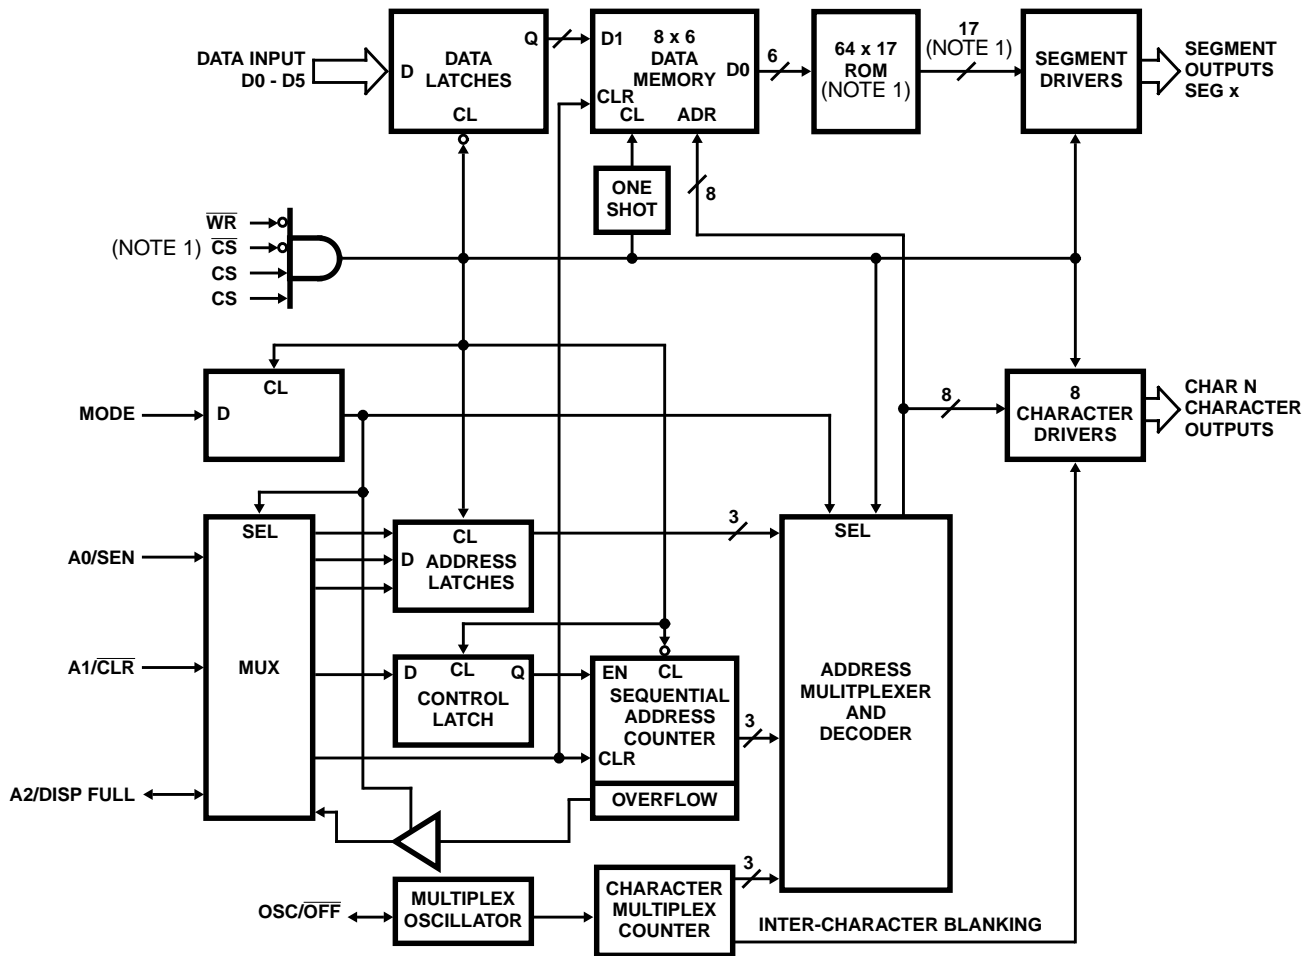 DATA INPUT
D0 - D5
D
DATA
LATCHES
Q
CL
D1
8 x 6
DATA
MEMORY
D0
CLR
CL
ADR
6
64 x 17
ROM
(NOTE 1)
17
(NOTE 1)
SEGMENT
DRIVERS
SEGMENT
OUTPUTS
SEG x
ONE
SHOT
8
WR
(NOTE 1) CS
CS
CS
MODE
CL
D
8
8
CHARACTER
DRIVERS
CHAR N
CHARACTER
OUTPUTS
A0/SEN
A1/CLR
A2/DISP FULL
SEL
MUX
CL
D
ADDRESS
LATCHES
3
SEL
ADDRESS
MULITPLEXER
AND
DECODER
D
CL
Q
CONTROL
LATCH
EN
CL
SEQUENTIAL
ADDRESS
COUNTER
CLR
OVERFLOW
3
OSC/OFF
MULTIPLEX
OSCILLATOR
CHARACTER
MULTIPLEX
COUNTER
3
INTER-CHARACTER BLANKING